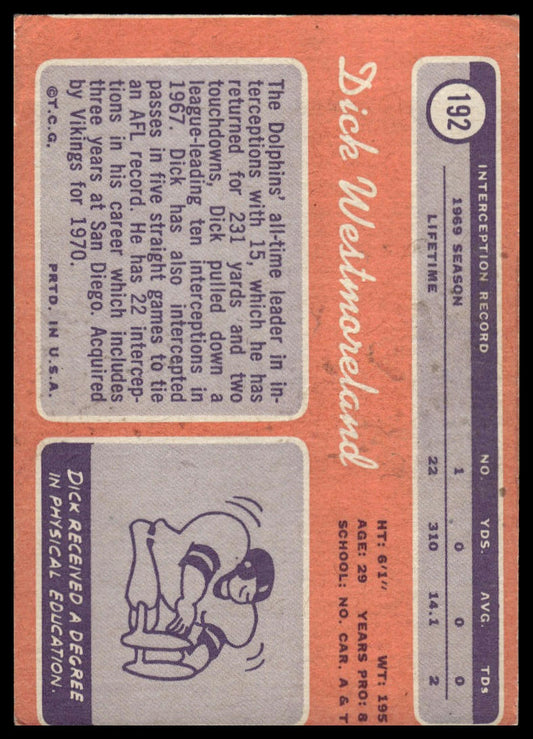 192
INTERCEPTION RECORD NO. YDS. AVG. TDS
1969 SEASON 1 0 0 0
LIFETIME 22 310 14.1 2
Dick Westmoreland
HT: 6'1" WT: 195
AGE: 29 YEARS PRO: 8
SCHOOL: NO. CAR. A & T
The Dolphins' all-time leader in in-
terceptions with 15, which he has
returned for 231 yards and two
touchdowns, Dick pulled down a
league-leading ten interceptions in
1967. Dick has also intercepted
passes in five straight games to tie
an AFL record. He has 22 intercep-
tions in his career which includes
three years at San Diego. Acquired
by Vikings for 1970.
©T.C.G. PRTD. IN U.S.A.
DICK RECEIVED A DEGREE
IN PHYSICAL EDUCATION.